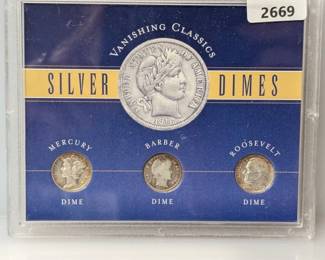 2669
VANISHING CLASSICS
SILVER DIMES
MERCURY BARBER ROOSEVELT
DIME DIME DIME